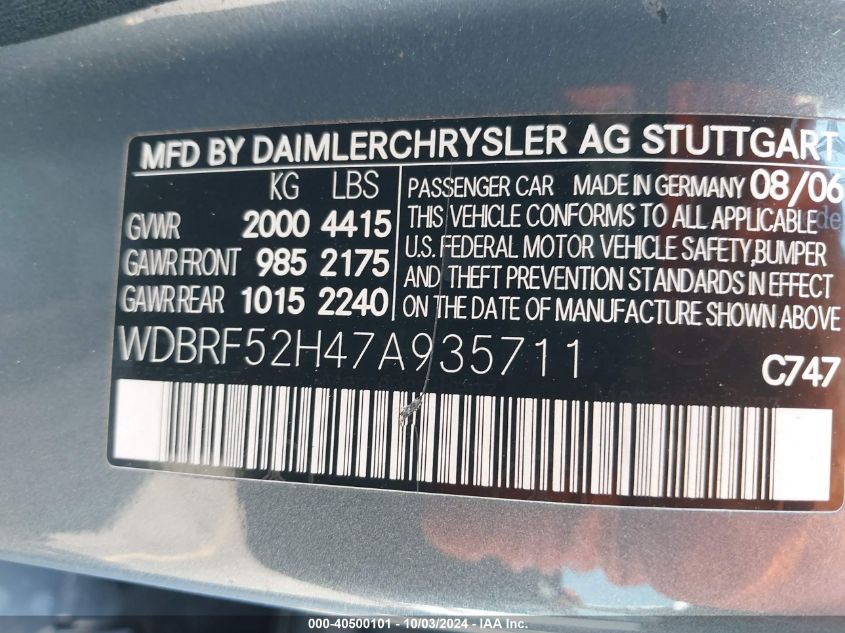 MFD BY DAIMLERCHRYSLER AG STUTTGART
KG LBS
GVWR 2000 4415
GAWR FRONT 985 2175
GAWR REAR 1015 2240
PASSENGER CAR MADE IN GERMANY 08/06
THIS VEHICLE CONFORMS TO ALL APPLICABLE
U.S. FEDERAL MOTOR VEHICLE SAFETY,BUMPER
AND THEFT PREVENTION STANDARDS IN EFFECT
ON THE DATE OF MANUFACTURE SHOWN ABOVE
WDBRF52H47A935711
C747
000-40500101 - 10/03/2024 - IAA Inc.